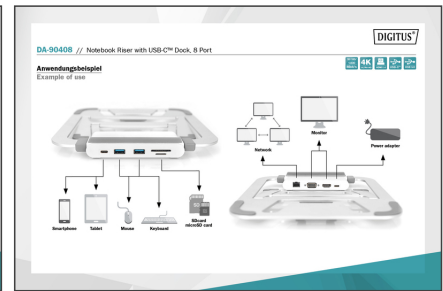 DIGITUS®
DA-90408 // Notebook Riser with USB-C™ Dock, 8 Port
4K
Anwendungsbeispiel
Example of use
Monitor
Network
Power adapter
Smartphone
Tablet
Mouse
Keyboard
SDcard
microSD card